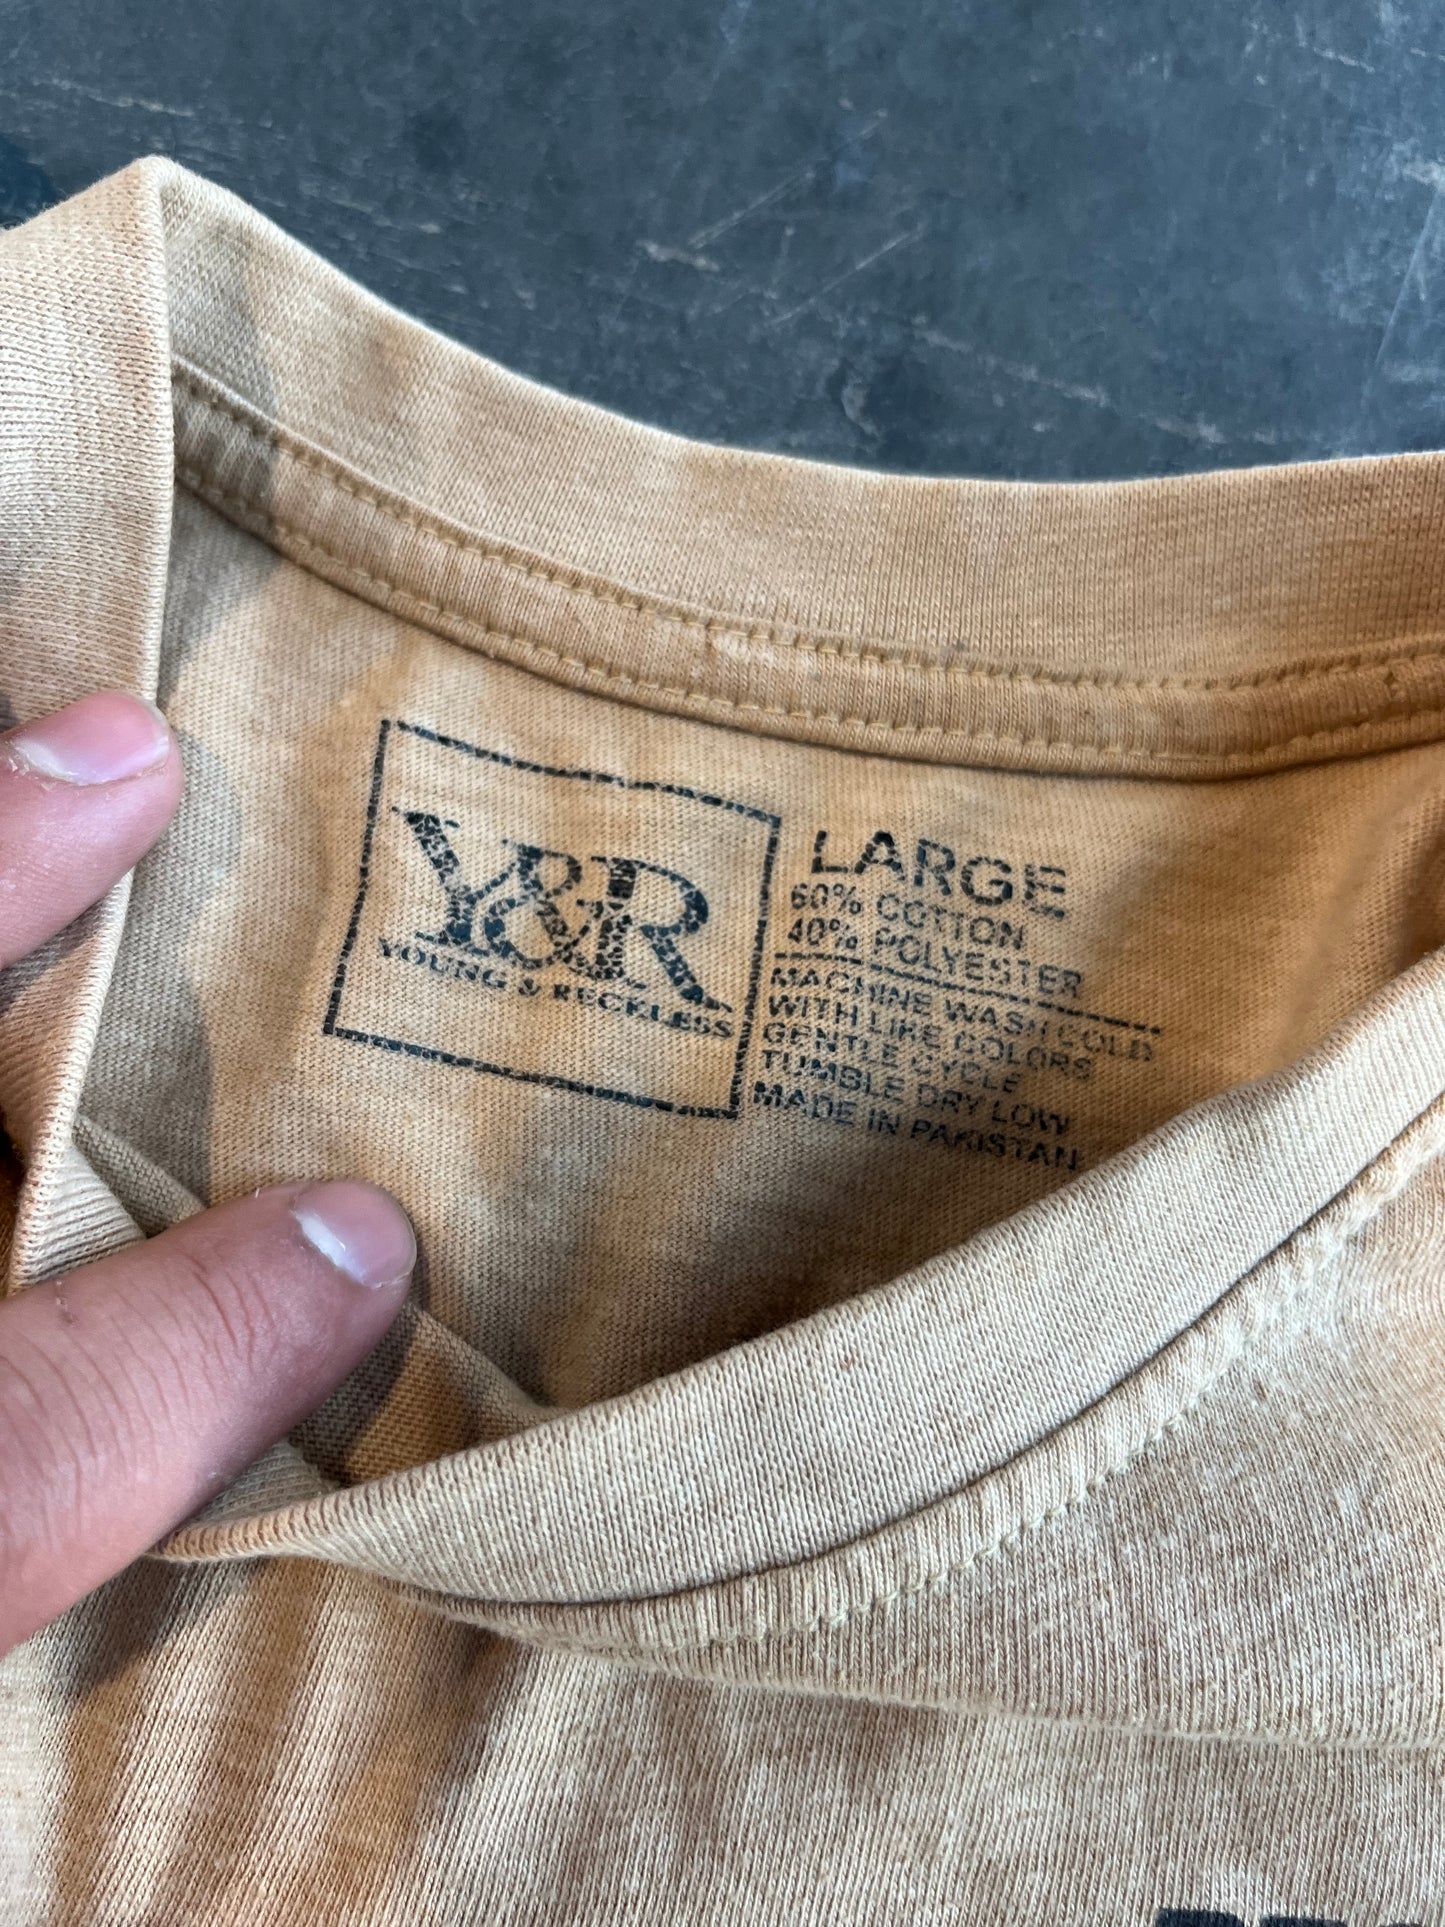 Y&R
YOUNG & RECKLESS
LARGE
60% COTTON
40% POLYESTER
MACHINE WASH COLD
WITH LIKE COLORS
GENTLE CYCLE
TUMBLE DRY LOW
MADE IN PAKISTAN